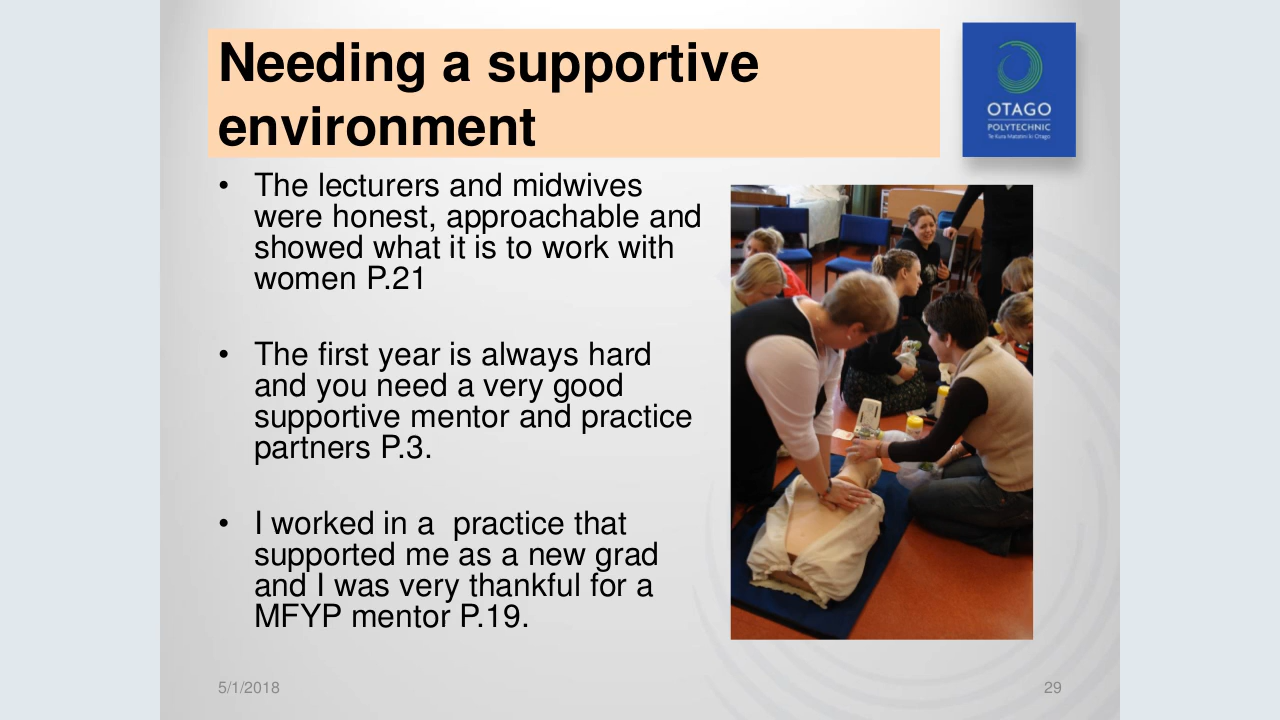 Needing a supportive
environment
OTAGO
POLYTECHNIC
Te Kura Matatini ki Otago
• The lecturers and midwives
were honest, approachable and
showed what it is to work with
women P.21
• The first year is always hard
and you need a very good
supportive mentor and practice
partners P.3.
• I worked in a  practice that
supported me as a new grad
and I was very thankful for a
MFYP mentor P.19.
5/1/2018
29